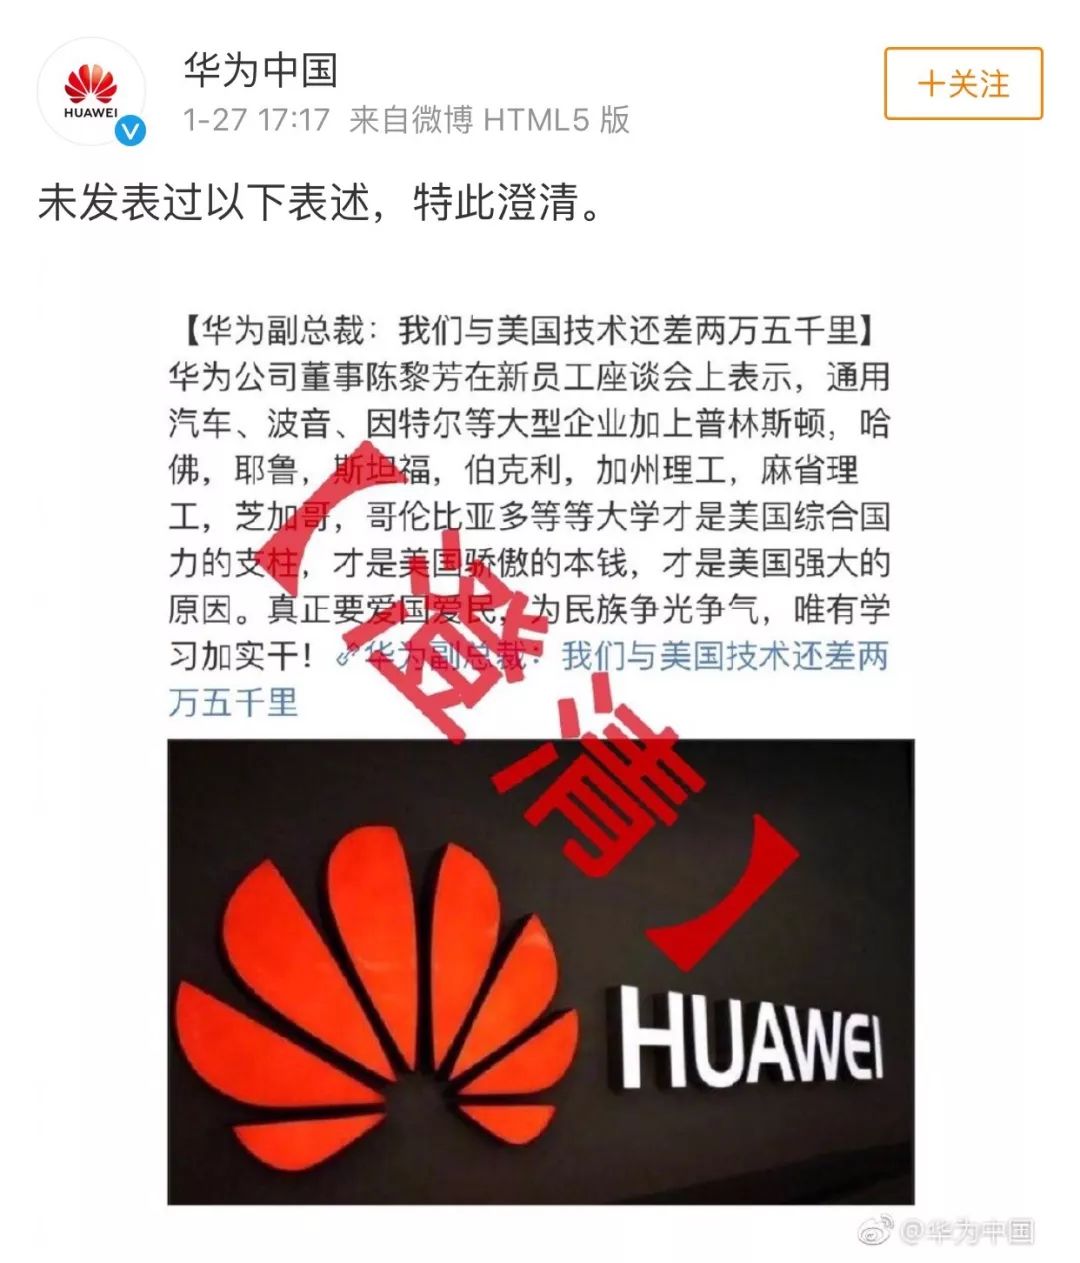 华为中国
HUAWEI
1-27 17:17 来自微博 HTML5 版
+关注
未发表过以下表述，特此澄清。
【华为副总裁：我们与美国技术还差两万五千里】
华为公司董事陈黎芳在新员工座谈会上表示，通用
汽车、波音、因特尔等大型企业加上普林斯顿，哈
佛，耶鲁，斯坦福，伯克利，加州理工，麻省理
工，芝加哥，哥伦比亚多等等大学才是美国综合国
力的支柱，才是美国骄傲的本钱，才是美国强大的
原因。真正要爱国爱民，为民族争光争气，唯有学
习加实干！华为副总裁：我们与美国技术还差两
万五千里
【澄清】
HUAWEI
@华为中国